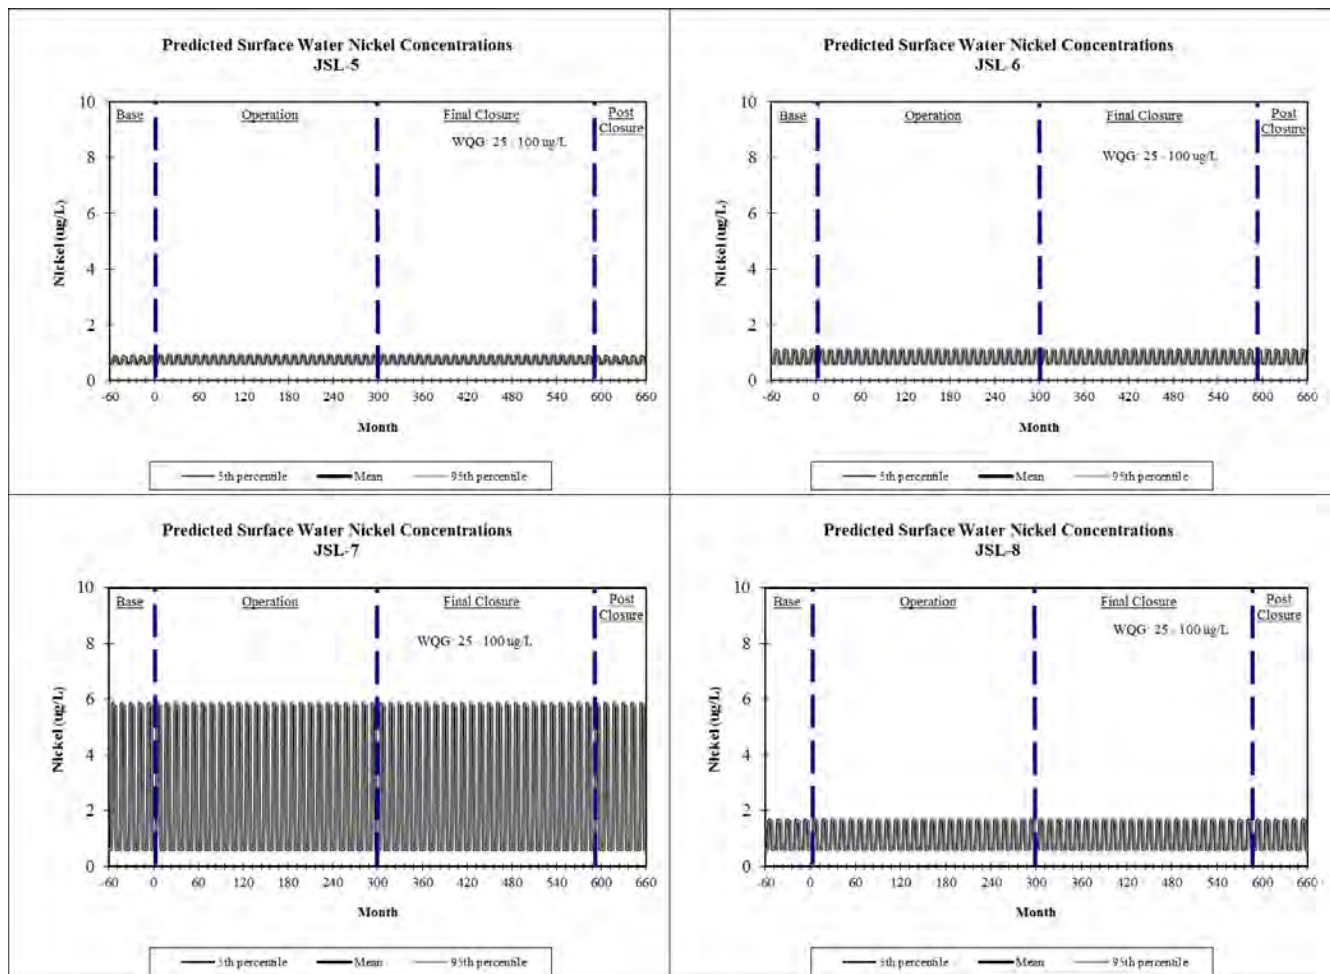 Predicted Surface Water Nickel Concentrations
JSL-5
10
8
6
4
2
0
Nickel (ug/L)
Base
Operation
Final Closure
Post
Closure
WQG: 25 - 100 ug/L
-60 0 60 120 180 240 300 360 420 480 540 600 660
Month
5th percentile Mean 95th percentile
Predicted Surface Water Nickel Concentrations
JSL-6
10
8
6
4
2
0
Nickel (ug/L)
Base
Operation
Final Closure
Post
Closure
WQG: 25 - 100 ug/L
-60 0 60 120 180 240 300 360 420 480 540 600 660
Month
5th percentile Mean 95th percentile
Predicted Surface Water Nickel Concentrations
JSL-7
10
8
6
4
2
0
Nickel (ug/L)
Base
Operation
Final Closure
Post
Closure
WQG: 25 - 100 ug/L
-60 0 60 120 180 240 300 360 420 480 540 600 660
Month
5th percentile Mean 95th percentile
Predicted Surface Water Nickel Concentrations
JSL-8
10
8
6
4
2
0
Nickel (ug/L)
Base
Operation
Final Closure
Post
Closure
WQG: 25 - 100 ug/L
-60 0 60 120 180 240 300 360 420 480 540 600 660
Month
5th percentile Mean 95th percentile